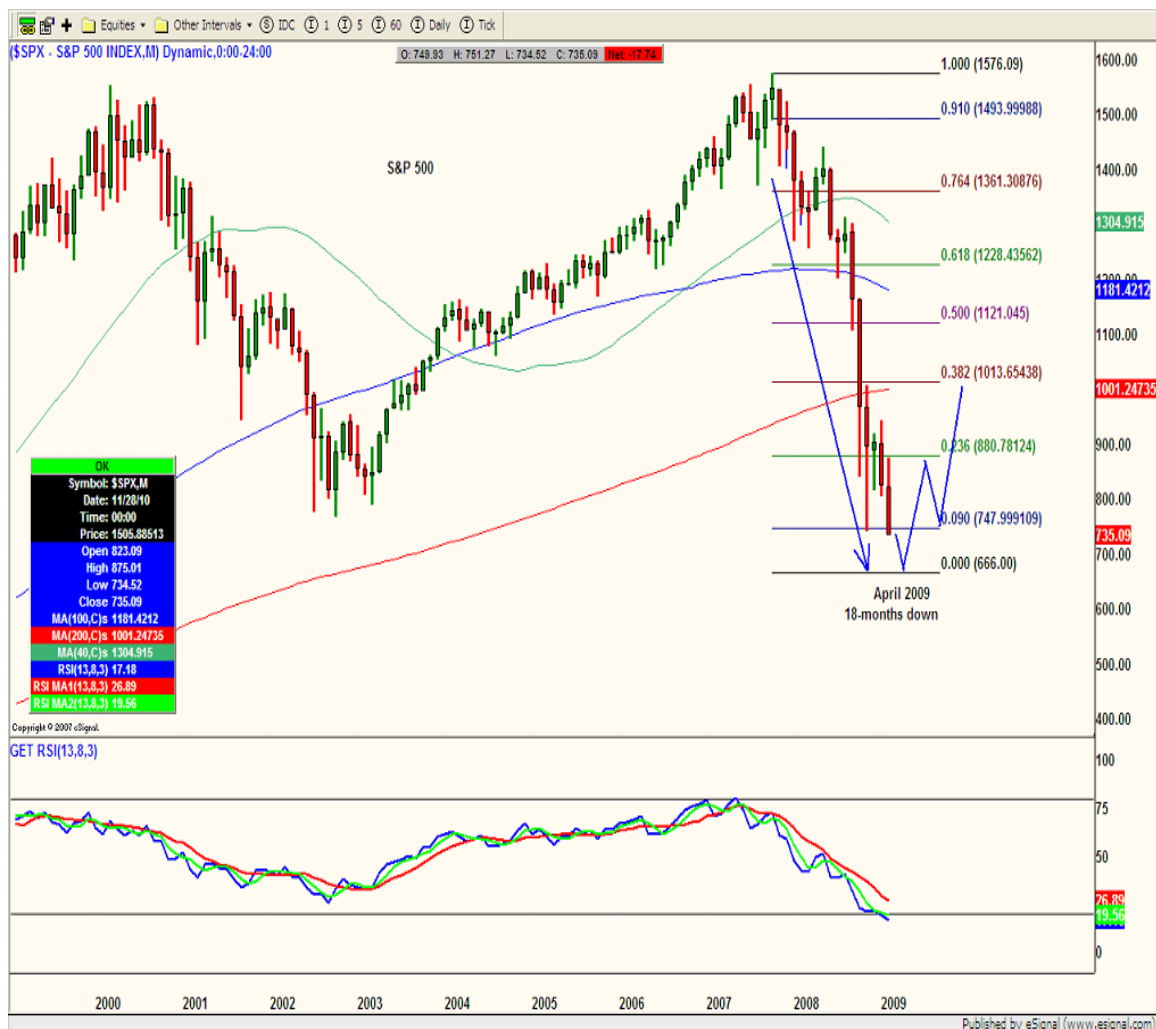 Equities Other Intervals S IDC I 1 I 5 I 60 I Daily I Tick
($SPX - S&P 500 INDEX,M) Dynamic,0:00-24:00
O: 749.93 H: 751.27 L: 734.52 C: 735.09 Net: -17.74
1.000 (1576.09)
0.910 (1493.99988)
0.764 (1361.30876)
0.618 (1228.43562)
0.500 (1121.045)
0.382 (1013.65438)
0.236 (880.78124)
0.090 (747.999109)
0.000 (666.00)
S&P 500
April 2009
18-months down
1600.00
1500.00
1400.00
1304.915
1200.00
1181.4212
1100.00
1001.24735
900.00
800.00
735.09
700.00
600.00
500.00
400.00
OK
Symbol: $SPX,M
Date: 11/28/10
Time: 00:00
Price: 1505.88513
Open 823.09
High 875.01
Low 734.52
Close 735.09
MA(100,C)s 1181.4212
MA(200,C)s 1001.24735
MA(40,C)s 1304.915
RSI(13,8,3) 17.18
RSI MA1(13,8,3) 26.89
RSI MA2(13,8,3) 19.56
Copyright © 2007 eSignal.
GET RSI(13,8,3)
100
75
50
26.89
19.56
0
2000 2001 2002 2003 2004 2005 2006 2007 2008 2009
Published by eSignal (www.esignal.com)